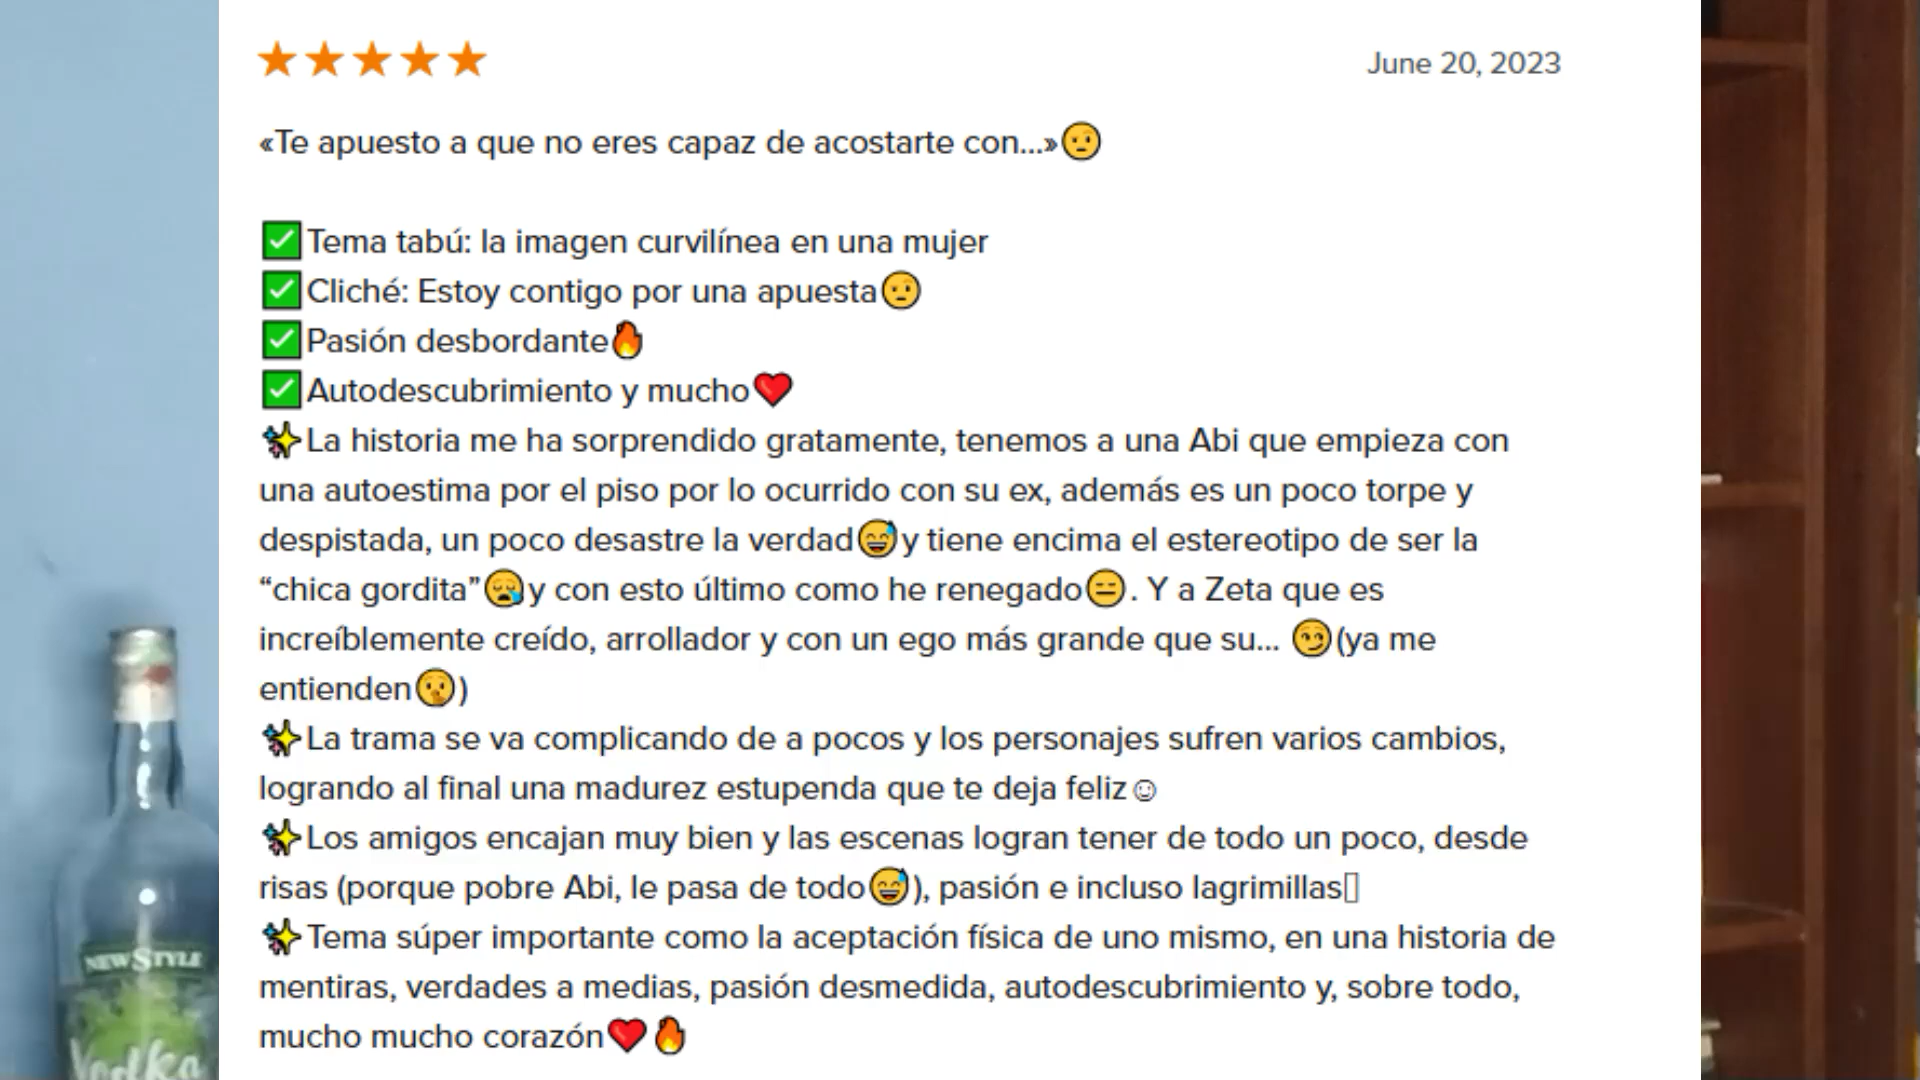 ★★★★★ June 20, 2023
«Te apuesto a que no eres capaz de acostarte con...»😨
✅Tema tabú: la imagen curvilínea en una mujer
✅Cliché: Estoy contigo por una apuesta😨
✅Pasión desbordante🔥
✅Autodescubrimiento y mucho❤️
✨La historia me ha sorprendido gratamente, tenemos a una Abi que empieza con
una autoestima por el piso por lo ocurrido con su ex, además es un poco torpe y
despistada, un poco desastre la verdad😅y tiene encima el estereotipo de ser la
“chica gordita”😪y con esto último como he renegado😑. Y a Zeta que es
increíblemente creído, arrollador y con un ego más grande que su... 😏(ya me
entienden🤫)
✨La trama se va complicando de a pocos y los personajes sufren varios cambios,
logrando al final una madurez estupenda que te deja feliz☺
✨Los amigos encajan muy bien y las escenas logran tener de todo un poco, desde
risas (porque pobre Abi, le pasa de todo😅), pasión e incluso lagrimillas▯
✨Tema súper importante como la aceptación física de uno mismo, en una historia de
mentiras, verdades a medias, pasión desmedida, autodescubrimiento y, sobre todo,
mucho mucho corazón❤️🔥
NEW STYLE
Vodka